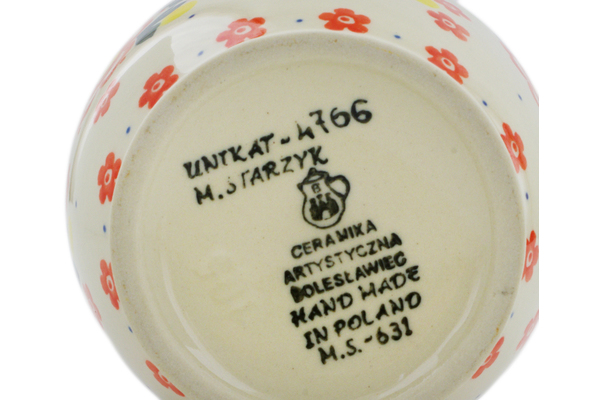 UNIKAT-4766
M.STARZYK
B
CERAMIKA
ARTYSTYCZNA
BOLESŁAWIEC
HAND MADE
IN POLAND
M.S.-631